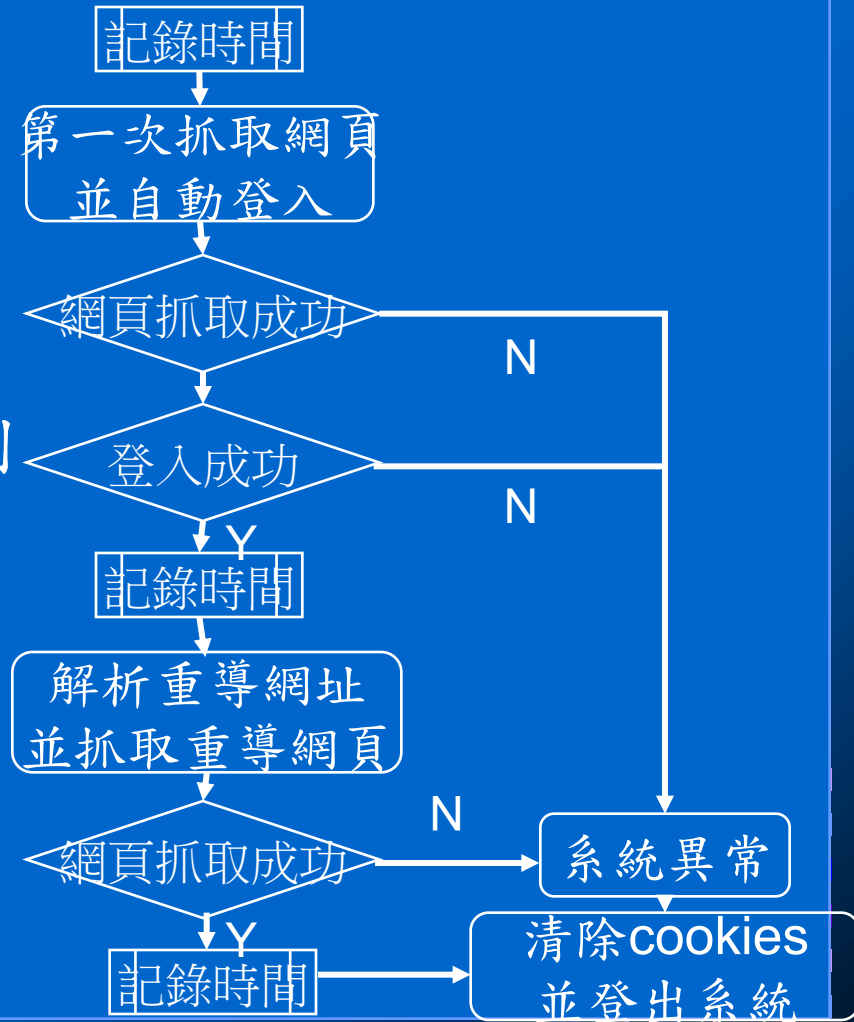 記錄時間
第一次抓取網頁
並自動登入
網頁抓取成功
N
登入成功
N
Y
記錄時間
解析重導網址
並抓取重導網頁
N
網頁抓取成功
系統異常
Y
記錄時間
清除cookies
並登出系統